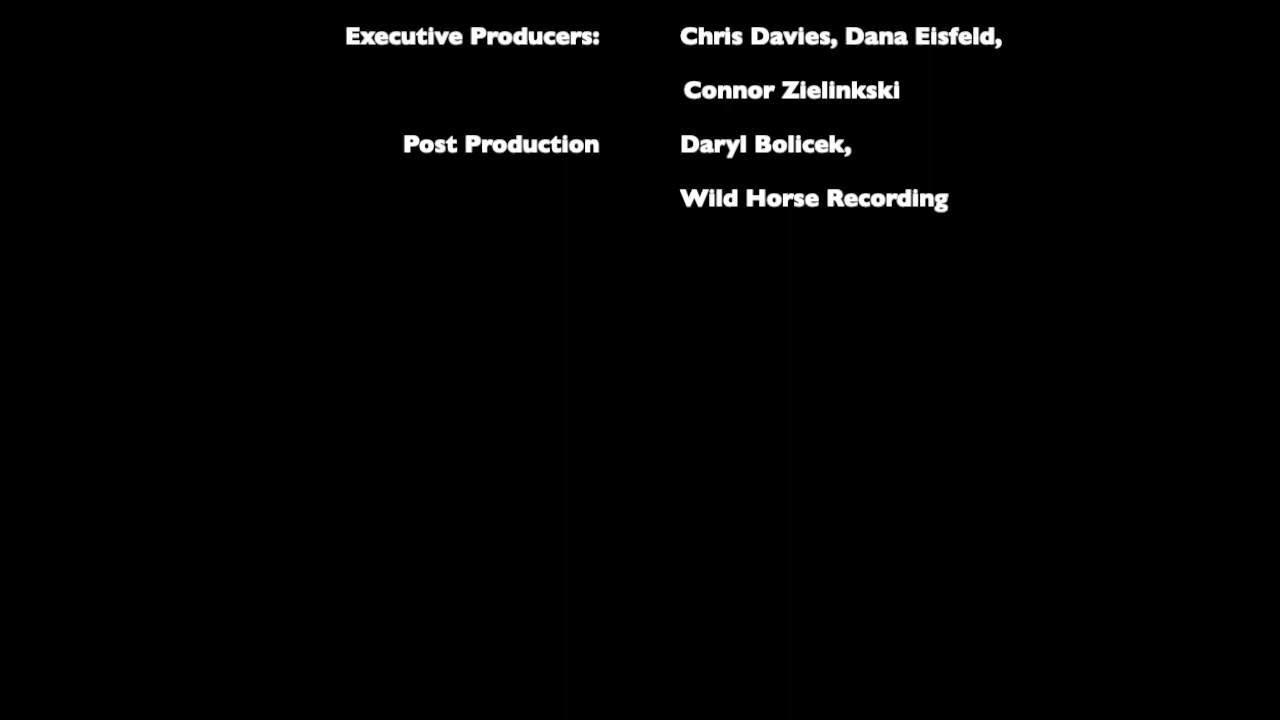 Executive Producers: Chris Davies, Dana Eisfeld,
Connor Zielinkski
Post Production Daryl Bolicek,
Wild Horse Recording